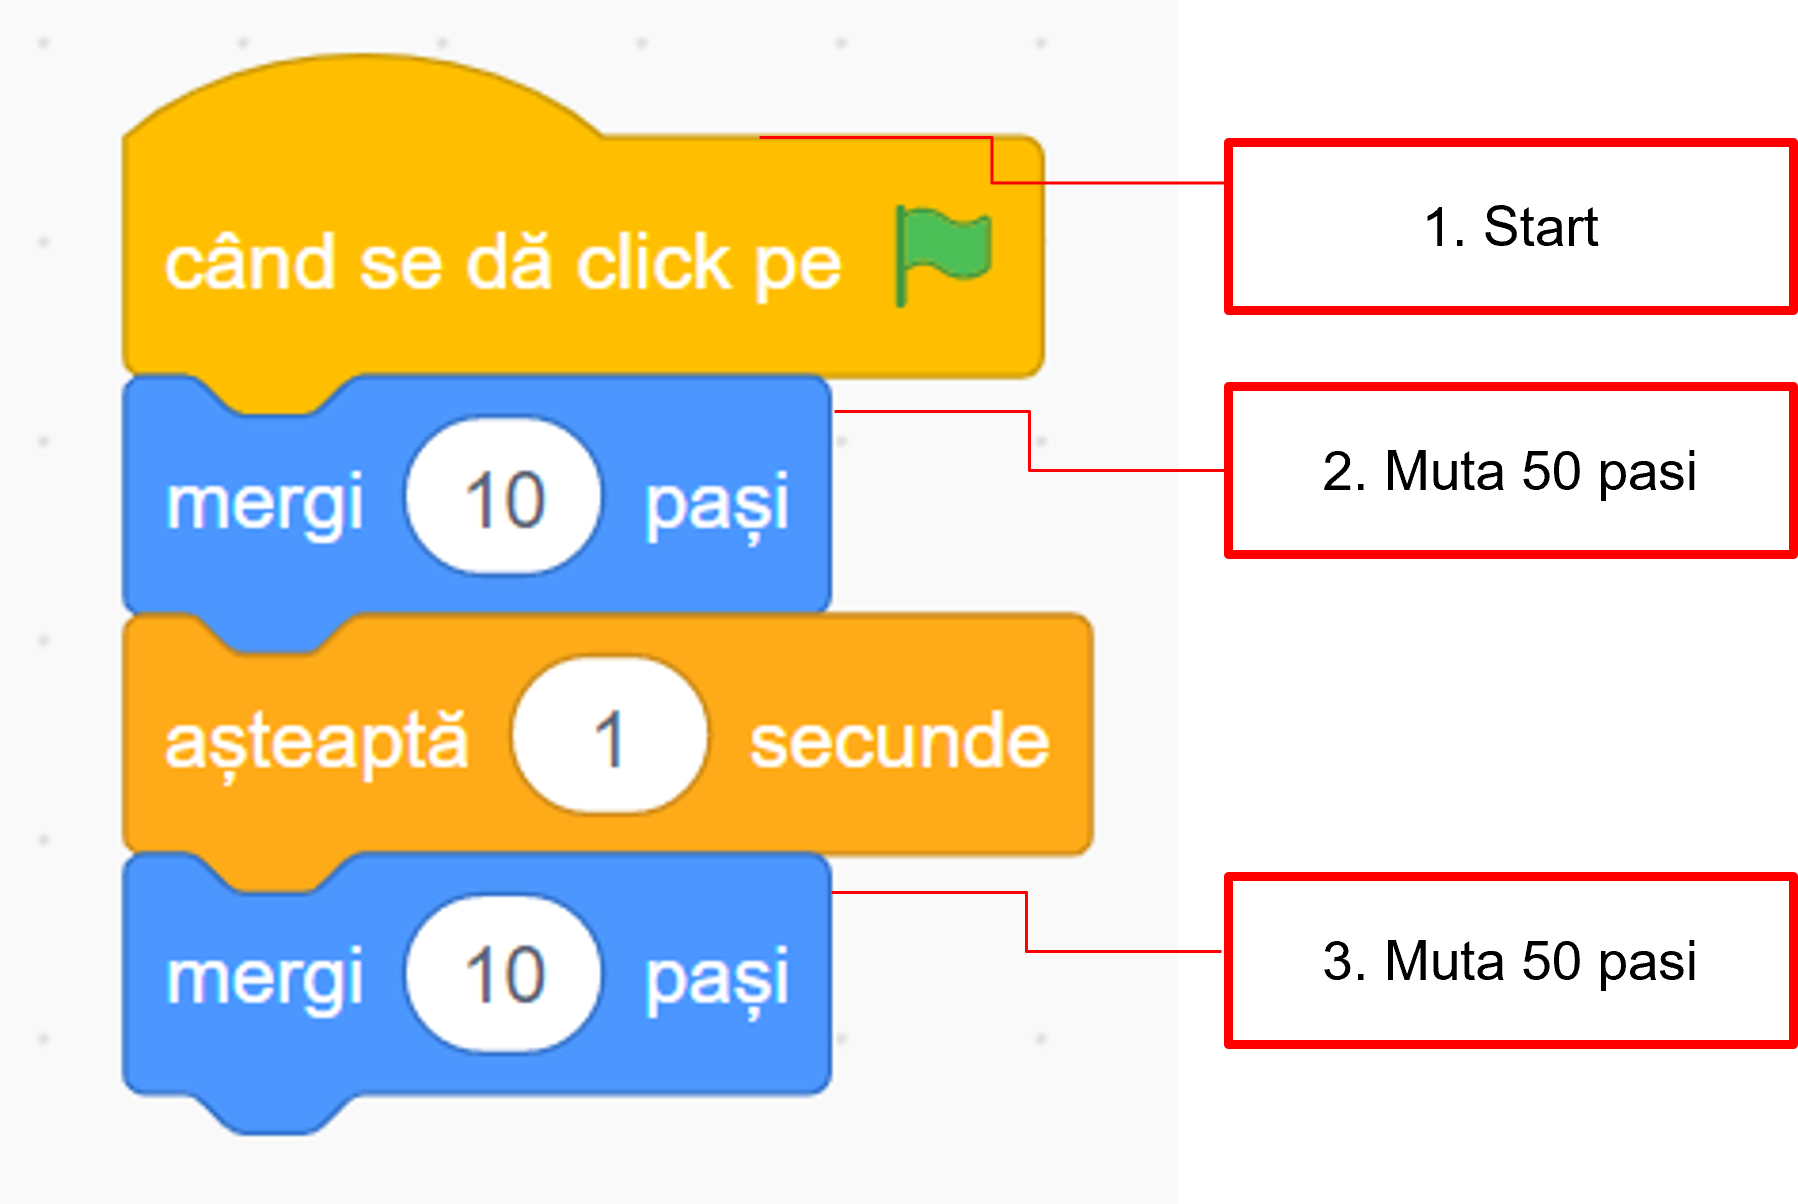 când se dă click pe
1. Start
mergi 10 pași
2. Muta 50 pasi
așteaptă 1 secunde
mergi 10 pași
3. Muta 50 pasi